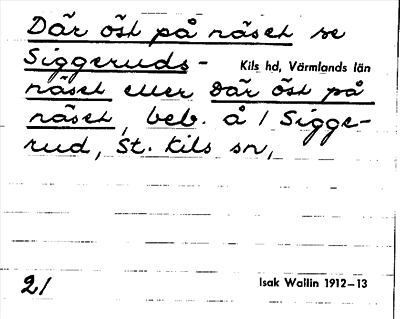 Där öst på näset se
Siggeruds-
Kils hd, Värmlands län
näset eller Där öst på
näset, beb. å 1 Sigge-
rud, St. Kils sn,
21
Isak Wallin 1912-13